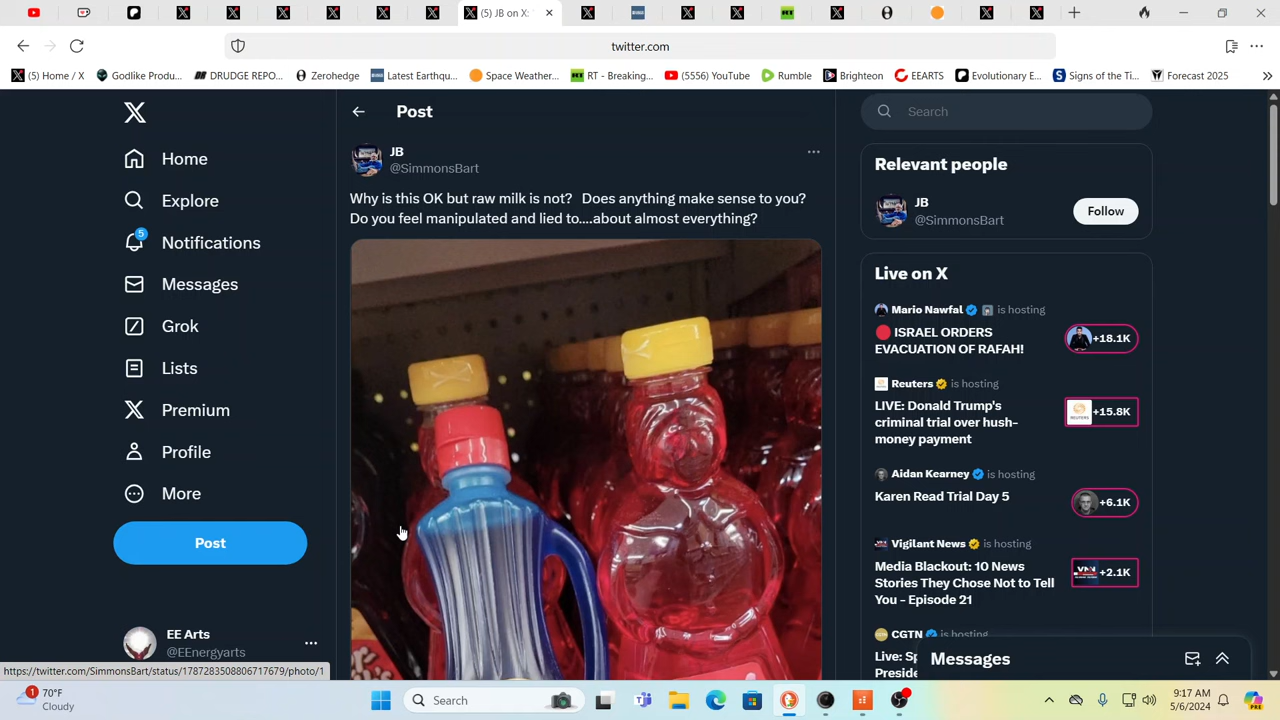 (5) JB on X:
twitter.com
(5) Home / X
Godlike Produ...
DRUDGE REPO...
Zerohedge
Latest Earthqu...
Space Weather...
RT - Breaking...
(5556) YouTube
Rumble
Brighteon
EEARTS
Evolutionary E...
Signs of the Ti...
Forecast 2025
Home
Explore
5
Notifications
Messages
Grok
Lists
Premium
Profile
More
Post
EE Arts
@EEnergyarts
Post
JB
@SimmonsBart
Why is this OK but raw milk is not? Does anything make sense to you?
Do you feel manipulated and lied to....about almost everything?
Search
Relevant people
JB
@SimmonsBart
Follow
Live on X
Mario Nawfal is hosting
ISRAEL ORDERS
EVACUATION OF RAFAH!
+18.1K
Reuters is hosting
LIVE: Donald Trump's
criminal trial over hush-
money payment
+15.8K
Aidan Kearney is hosting
Karen Read Trial Day 5
+6.1K
Vigilant News is hosting
Media Blackout: 10 News
Stories They Chose Not to Tell
You – Episode 21
+2.1K
CGTN is hosting
Live: Sp
Preside
Messages
https://twitter.com/SimmonsBart/status/1787283508806717679/photo/1
1
70°F
Cloudy
Search
9:17 AM
5/6/2024